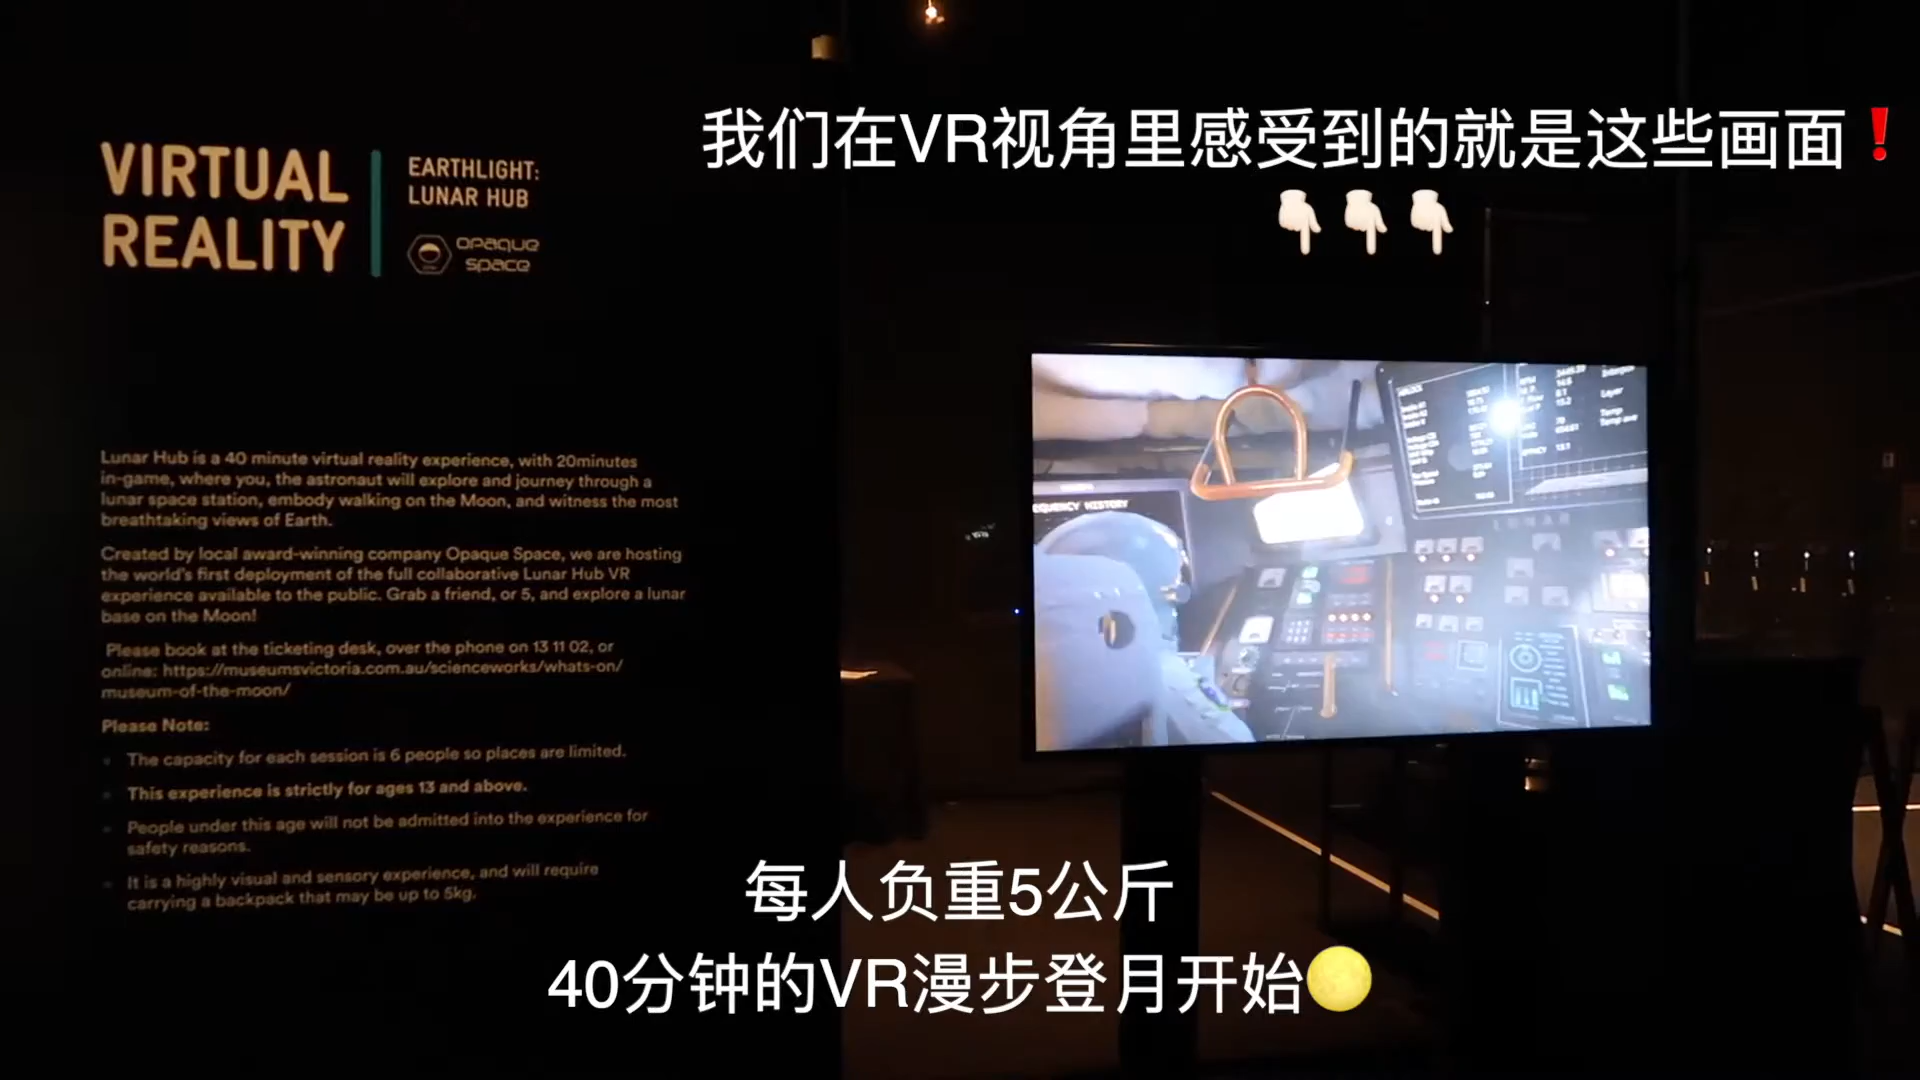 我们在VR视角里感受到的就是这些画面❗
👇👇👇
VIRTUAL
REALITY
EARTHLIGHT:
LUNAR HUB
opaque
space
Lunar Hub is a 40 minute virtual reality experience, with 20minutes
in-game, where you, the astronaut will explore and journey through a
lunar space station, embody walking on the Moon, and witness the most
breathtaking views of Earth.
Created by local award-winning company Opaque Space, we are hosting
the world's first deployment of the full collaborative Lunar Hub VR
experience available to the public. Grab a friend, or 5, and explore a lunar
base on the Moon!
Please book at the ticketing desk, over the phone on 13 11 02, or
online: https://museumsvictoria.com.au/scienceworks/whats-on/
museum-of-the-moon/
Please Note:
The capacity for each session is 6 people so places are limited.
This experience is strictly for ages 13 and above.
People under this age will not be admitted into the experience for
safety reasons.
It is a highly visual and sensory experience, and will require
carrying a backpack that may be up to 5kg.
HISTORY
LUNAR
Layer
Temp
Temp ave
每人负重5公斤
40分钟的VR漫步登月开始🌕